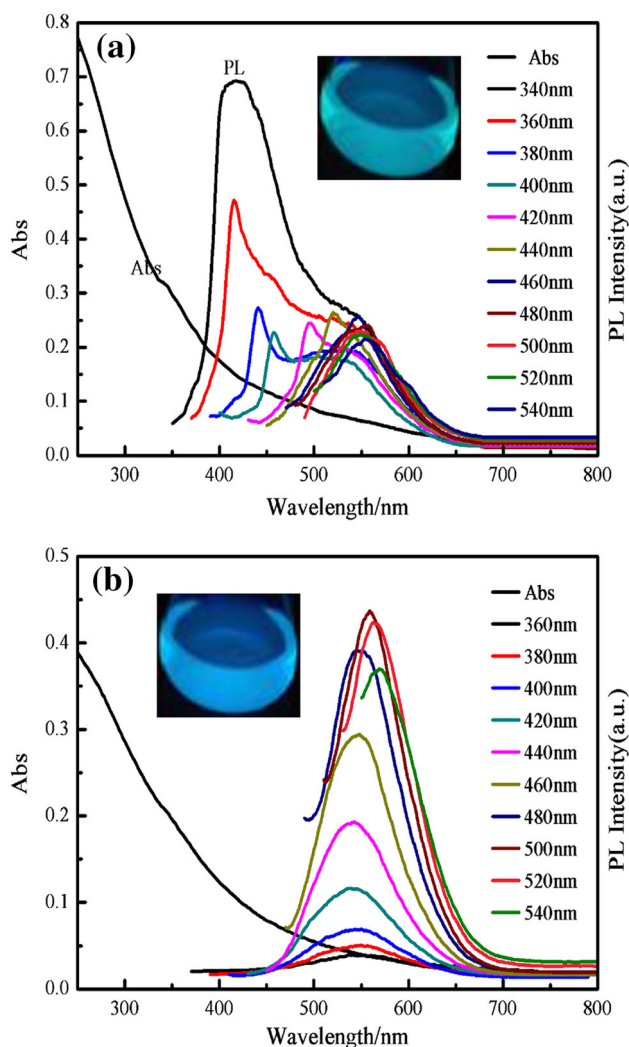 (a)
PL
Abs
Abs
340nm
360nm
380nm
400nm
420nm
440nm
460nm
480nm
500nm
520nm
540nm
0.8
0.7
0.6
0.5
0.4
0.3
0.2
0.1
0.0
Abs
PL Intensity(a.u.)
300 400 500 600 700 800
Wavelength/nm
(b)
Abs
360nm
380nm
400nm
420nm
440nm
460nm
480nm
500nm
520nm
540nm
0.5
0.4
0.3
0.2
0.1
0.0
Abs
PL Intensity(a.u.)
300 400 500 600 700 800
Wavelength/nm